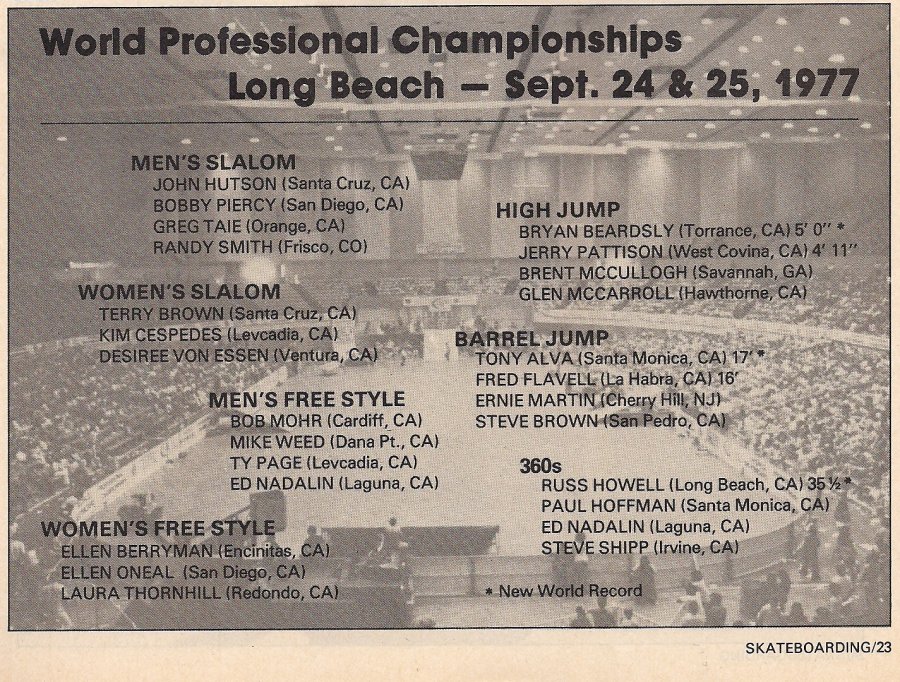 World Professional Championships
Long Beach — Sept. 24 & 25, 1977
MEN'S SLALOM
JOHN HUTSON (Santa Cruz, CA)
BOBBY PIERCY (San Diego, CA)
GREG TAIE (Orange, CA)
RANDY SMITH (Frisco, CO)
WOMEN'S SLALOM
TERRY BROWN (Santa Cruz, CA)
KIM CESPEDES (Levcadia, CA)
DESIREE VON ESSEN (Ventura, CA)
MEN'S FREE STYLE
BOB MOHR (Cardiff, CA)
MIKE WEED (Dana Pt., CA)
TY PAGE (Levcadia, CA)
ED NADALIN (Laguna, CA)
WOMEN'S FREE STYLE
ELLEN BERRYMAN (Encinitas, CA)
ELLEN ONEAL (San Diego, CA)
LAURA THORNHILL (Redondo, CA)
HIGH JUMP
BRYAN BEARDSLY (Torrance, CA) 5' 0" *
JERRY PATTISON (West Covina, CA) 4' 11"
BRENT MCCULLOGH (Savannah, GA)
GLEN MCCARROLL (Hawthorne, CA)
BARREL JUMP
TONY ALVA (Santa Monica, CA) 17' *
FRED FLAVELL (La Habra, CA) 16'
ERNIE MARTIN (Cherry Hill, NJ)
STEVE BROWN (San Pedro, CA)
360s
RUSS HOWELL (Long Beach, CA) 35½ *
PAUL HOFFMAN (Santa Monica, CA)
ED NADALIN (Laguna, CA)
STEVE SHIPP (Irvine, CA)
* New World Record
SKATEBOARDING/23